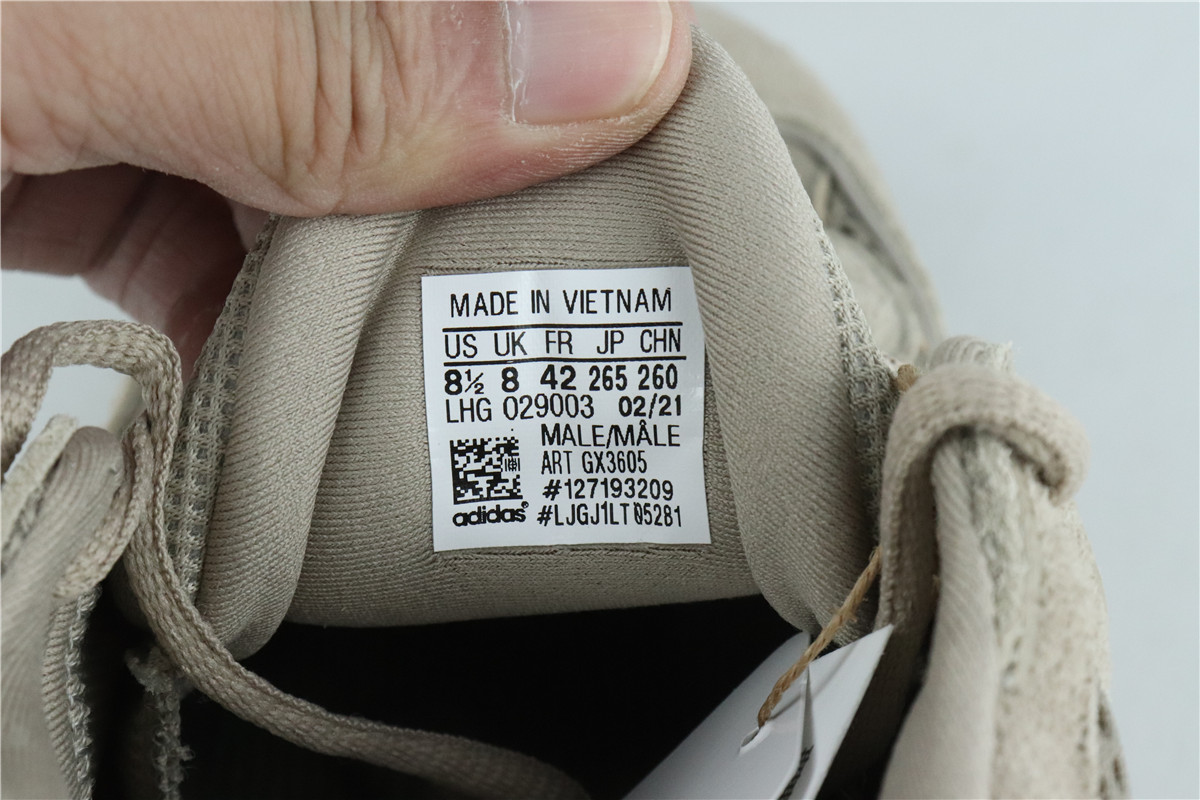 MADE IN VIETNAM
US UK FR JP CHN
8½ 8 42 265 260
LHG 029003 02/21
MALE/MÂLE
ART GX3605
#127193209
adidas® #LJGJ1LT05281